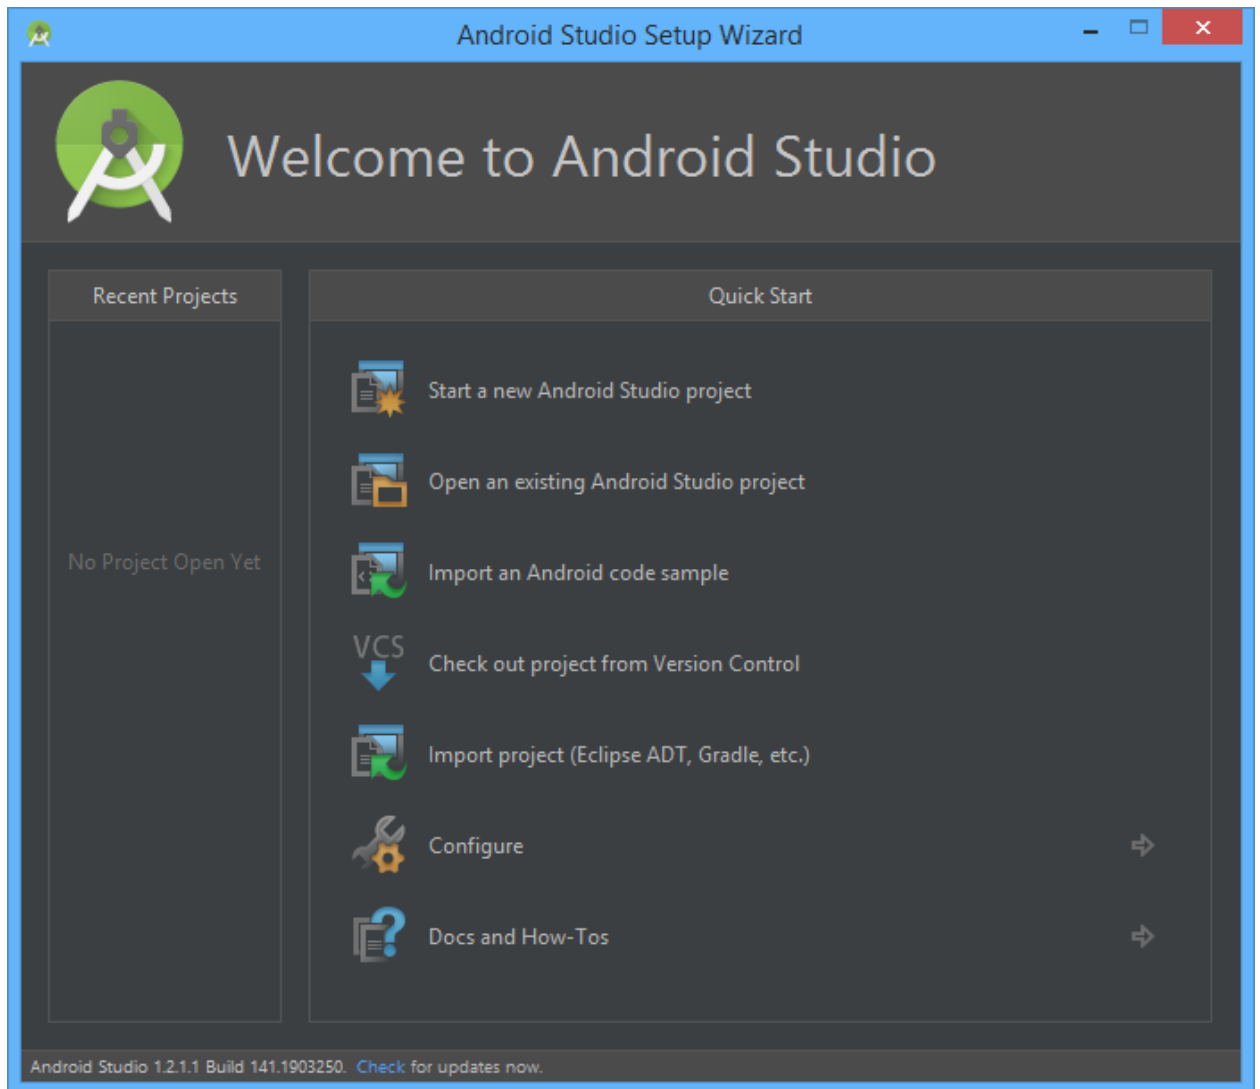 Android Studio Setup Wizard
Welcome to Android Studio
Recent Projects
No Project Open Yet
Quick Start
Start a new Android Studio project
Open an existing Android Studio project
Import an Android code sample
VCS
Check out project from Version Control
Import project (Eclipse ADT, Gradle, etc.)
Configure
Docs and How-Tos
Android Studio 1.2.1.1 Build 141.1903250. Check for updates now.